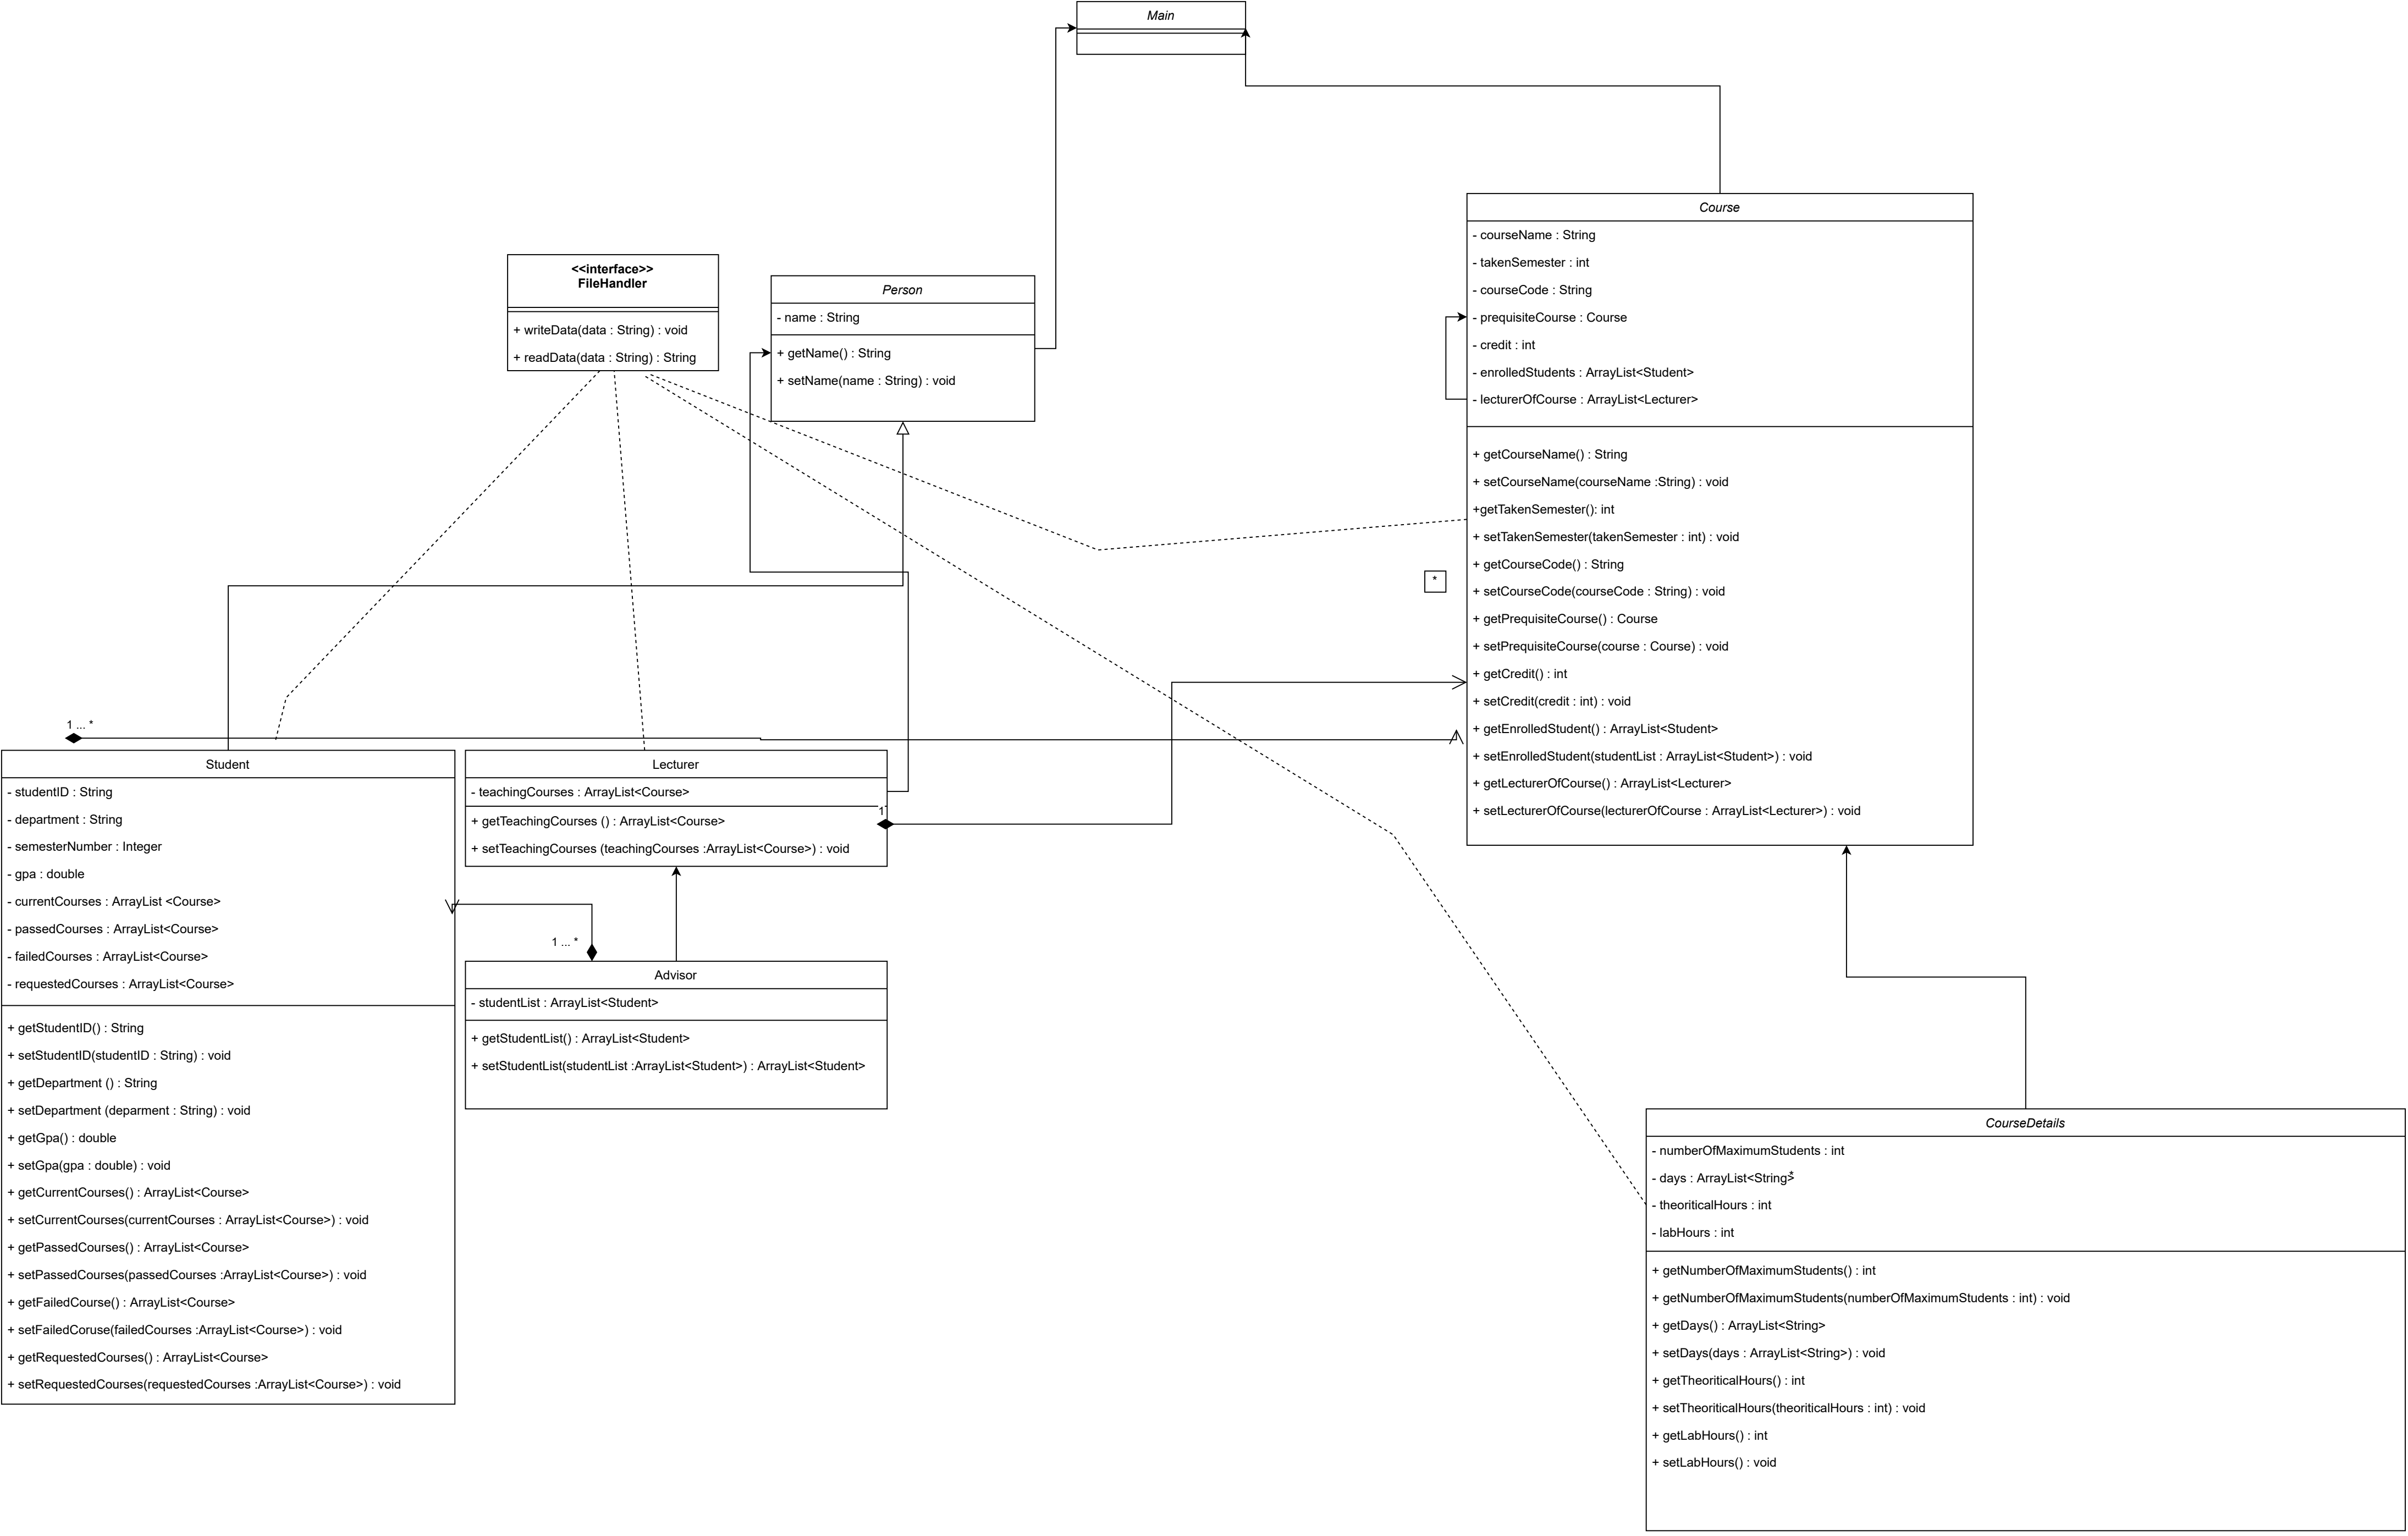 Main
Course
- courseName : String
- takenSemester : int
- courseCode : String
- prequisiteCourse : Course
- credit : int
- enrolledStudents : ArrayList<Student>
- lecturerOfCourse : ArrayList<Lecturer>
+ getCourseName() : String
+ setCourseName(courseName :String) : void
+getTakenSemester(): int
+ setTakenSemester(takenSemester : int) : void
+ getCourseCode() : String
+ setCourseCode(courseCode : String) : void
+ getPrequisiteCourse() : Course
+ setPrequisiteCourse(course : Course) : void
+ getCredit() : int
+ setCredit(credit : int) : void
+ getEnrolledStudent() : ArrayList<Student>
+ setEnrolledStudent(studentList : ArrayList<Student>) : void
+ getLecturerOfCourse() : ArrayList<Lecturer>
+ setLecturerOfCourse(lecturerOfCourse : ArrayList<Lecturer>) : void
<<interface>>
FileHandler
+ writeData(data : String) : void
+ readData(data : String) : String
Person
- name : String
+ getName() : String
+ setName(name : String) : void
*
1 ... *
Student
- studentID : String
- department : String
- semesterNumber : Integer
- gpa : double
- currentCourses : ArrayList <Course>
- passedCourses : ArrayList<Course>
- failedCourses : ArrayList<Course>
- requestedCourses : ArrayList<Course>
+ getStudentID() : String
+ setStudentID(studentID : String) : void
+ getDepartment () : String
+ setDepartment (deparment : String) : void
+ getGpa() : double
+ setGpa(gpa : double) : void
+ getCurrentCourses() : ArrayList<Course>
+ setCurrentCourses(currentCourses : ArrayList<Course>) : void
+ getPassedCourses() : ArrayList<Course>
+ setPassedCourses(passedCourses :ArrayList<Course>) : void
+ getFailedCourse() : ArrayList<Course>
+ setFailedCoruse(failedCourses :ArrayList<Course>) : void
+ getRequestedCourses() : ArrayList<Course>
+ setRequestedCourses(requestedCourses :ArrayList<Course>) : void
Lecturer
- teachingCourses : ArrayList<Course>
1
+ getTeachingCourses () : ArrayList<Course>
+ setTeachingCourses (teachingCourses :ArrayList<Course>) : void
1 ... *
Advisor
- studentList : ArrayList<Student>
+ getStudentList() : ArrayList<Student>
+ setStudentList(studentList :ArrayList<Student>) : ArrayList<Student>
CourseDetails
- numberOfMaximumStudents : int
*
- days : ArrayList<String>
- theoriticalHours : int
- labHours : int
+ getNumberOfMaximumStudents() : int
+ getNumberOfMaximumStudents(numberOfMaximumStudents : int) : void
+ getDays() : ArrayList<String>
+ setDays(days : ArrayList<String>) : void
+ getTheoriticalHours() : int
+ setTheoriticalHours(theoriticalHours : int) : void
+ getLabHours() : int
+ setLabHours() : void